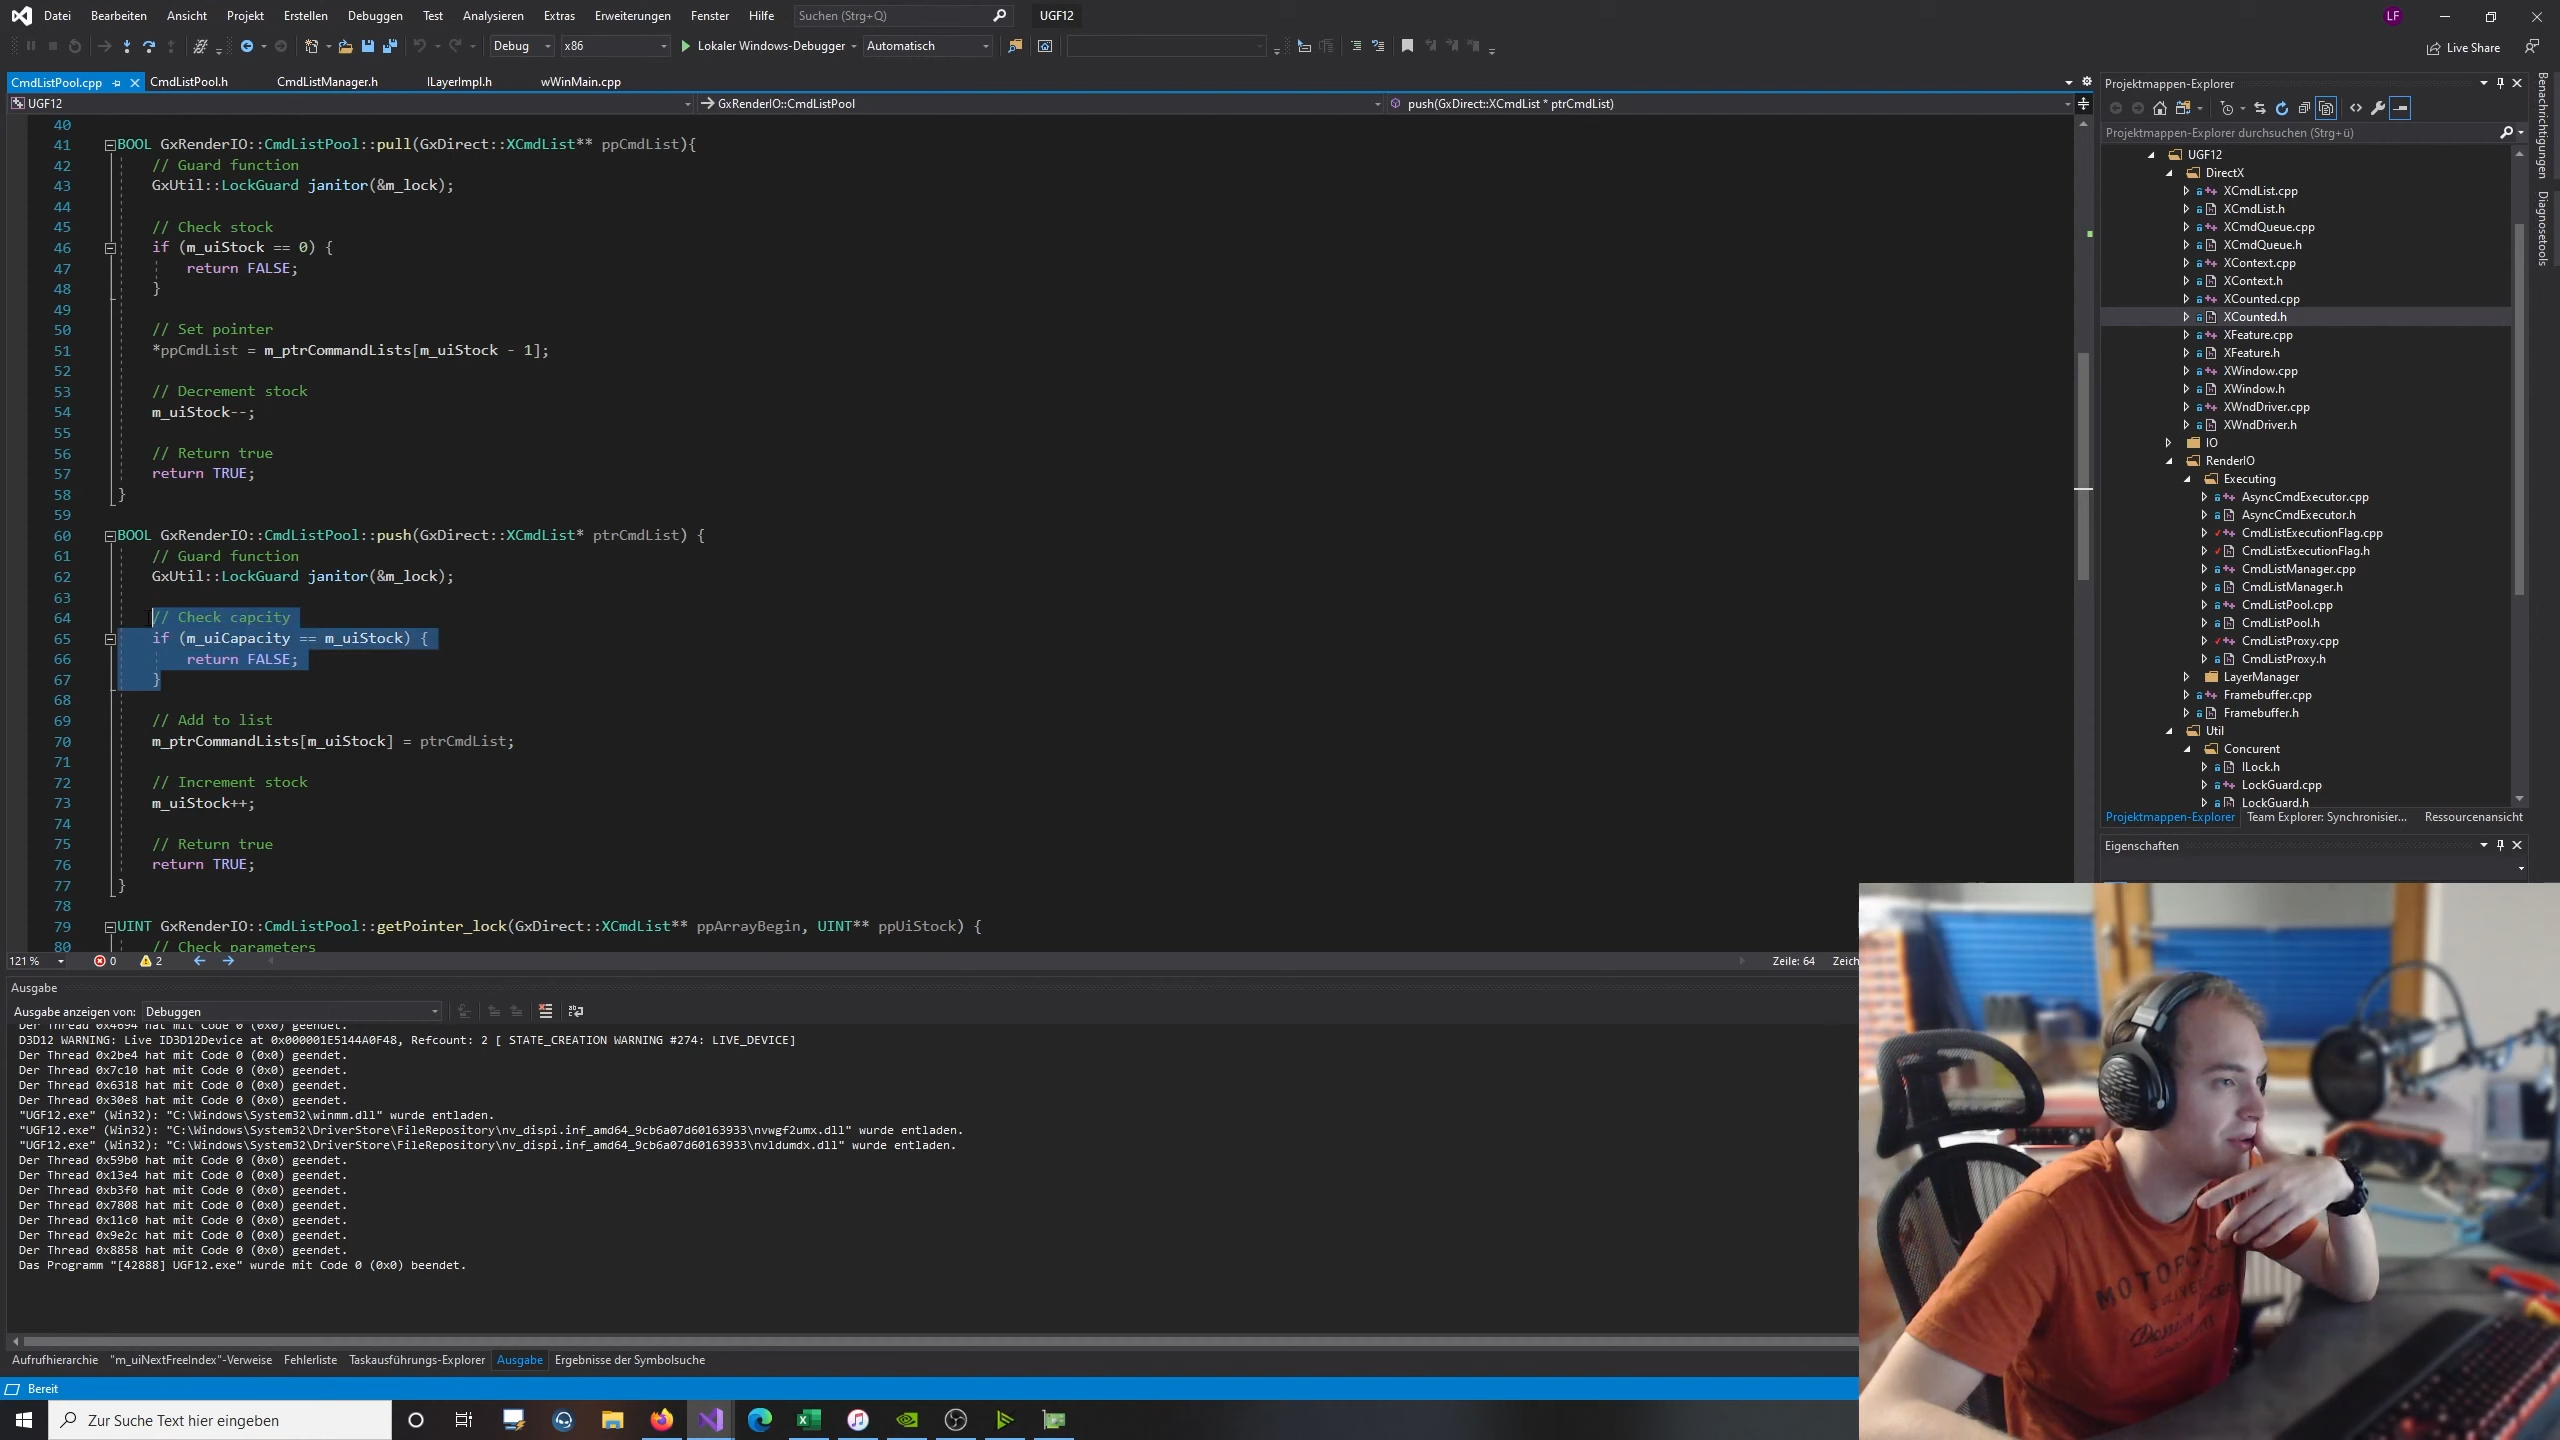 Datei Bearbeiten Ansicht Projekt Erstellen Debuggen Test Analysieren Extras Erweiterungen Fenster Hilfe Suchen (Strg+Q) UGF12 LF
Debug x86 Lokaler Windows-Debugger Automatisch Live Share
CmdListPool.cpp CmdListPool.h CmdListManager.h ILayerImpl.h wWinMain.cpp
UGF12 GxRenderIO::CmdListPool push(GxDirect::XCmdList * ptrCmdList)
40
41 BOOL GxRenderIO::CmdListPool::pull(GxDirect::XCmdList** ppCmdList){
42 // Guard function
43 GxUtil::LockGuard janitor(&m_lock);
44
45 // Check stock
46 if (m_uiStock == 0) {
47 return FALSE;
48 }
49
50 // Set pointer
51 *ppCmdList = m_ptrCommandLists[m_uiStock - 1];
52
53 // Decrement stock
54 m_uiStock--;
55
56 // Return true
57 return TRUE;
58 }
59
60 BOOL GxRenderIO::CmdListPool::push(GxDirect::XCmdList* ptrCmdList) {
61 // Guard function
62 GxUtil::LockGuard janitor(&m_lock);
63
64 // Check capcity
65 if (m_uiCapacity == m_uiStock) {
66 return FALSE;
67 }
68
69 // Add to list
70 m_ptrCommandLists[m_uiStock] = ptrCmdList;
71
72 // Increment stock
73 m_uiStock++;
74
75 // Return true
76 return TRUE;
77 }
78
79 UINT GxRenderIO::CmdListPool::getPointer_lock(GxDirect::XCmdList** ppArrayBegin, UINT** ppUiStock) {
80 // Check parameters
121 % 0 2 Zeile: 64 Zeich
Ausgabe
Ausgabe anzeigen von: Debuggen
Der Thread 0x4694 hat mit Code 0 (0x0) geendet.
D3D12 WARNING: Live ID3D12Device at 0x000001E5144A0F48, Refcount: 2 [ STATE_CREATION WARNING #274: LIVE_DEVICE]
Der Thread 0x2be4 hat mit Code 0 (0x0) geendet.
Der Thread 0x7c10 hat mit Code 0 (0x0) geendet.
Der Thread 0x6318 hat mit Code 0 (0x0) geendet.
Der Thread 0x30e8 hat mit Code 0 (0x0) geendet.
"UGF12.exe" (Win32): "C:\Windows\System32\winmm.dll" wurde entladen.
"UGF12.exe" (Win32): "C:\Windows\System32\DriverStore\FileRepository\nv_dispi.inf_amd64_9cb6a07d60163933\nvwgf2umx.dll" wurde entladen.
"UGF12.exe" (Win32): "C:\Windows\System32\DriverStore\FileRepository\nv_dispi.inf_amd64_9cb6a07d60163933\nvldumdx.dll" wurde entladen.
Der Thread 0x59b0 hat mit Code 0 (0x0) geendet.
Der Thread 0x13e4 hat mit Code 0 (0x0) geendet.
Der Thread 0xb3f0 hat mit Code 0 (0x0) geendet.
Der Thread 0x7808 hat mit Code 0 (0x0) geendet.
Der Thread 0x11c0 hat mit Code 0 (0x0) geendet.
Der Thread 0x9e2c hat mit Code 0 (0x0) geendet.
Der Thread 0x8858 hat mit Code 0 (0x0) geendet.
Das Programm "[42888] UGF12.exe" wurde mit Code 0 (0x0) beendet.
Aufrufhierarchie "m_uiNextFreeIndex"-Verweise Fehlerliste Taskausführungs-Explorer Ausgabe Ergebnisse der Symbolsuche
Bereit
Zur Suche Text hier eingeben
Projektmappen-Explorer
Projektmappen-Explorer durchsuchen (Strg+ü)
UGF12
DirectX
XCmdList.cpp
XCmdList.h
XCmdQueue.cpp
XCmdQueue.h
XContext.cpp
XContext.h
XCounted.cpp
XCounted.h
XFeature.cpp
XFeature.h
XWindow.cpp
XWindow.h
XWndDriver.cpp
XWndDriver.h
IO
RenderIO
Executing
AsyncCmdExecutor.cpp
AsyncCmdExecutor.h
CmdListExecutionFlag.cpp
CmdListExecutionFlag.h
CmdListManager.cpp
CmdListManager.h
CmdListPool.cpp
CmdListPool.h
CmdListProxy.cpp
CmdListProxy.h
LayerManager
Framebuffer.cpp
Framebuffer.h
Util
Concurent
ILock.h
LockGuard.cpp
LockGuard.h
Projektmappen-Explorer Team Explorer: Synchronisier... Ressourcenansicht
Eigenschaften
Benachrichtigungen
Diagnosetools